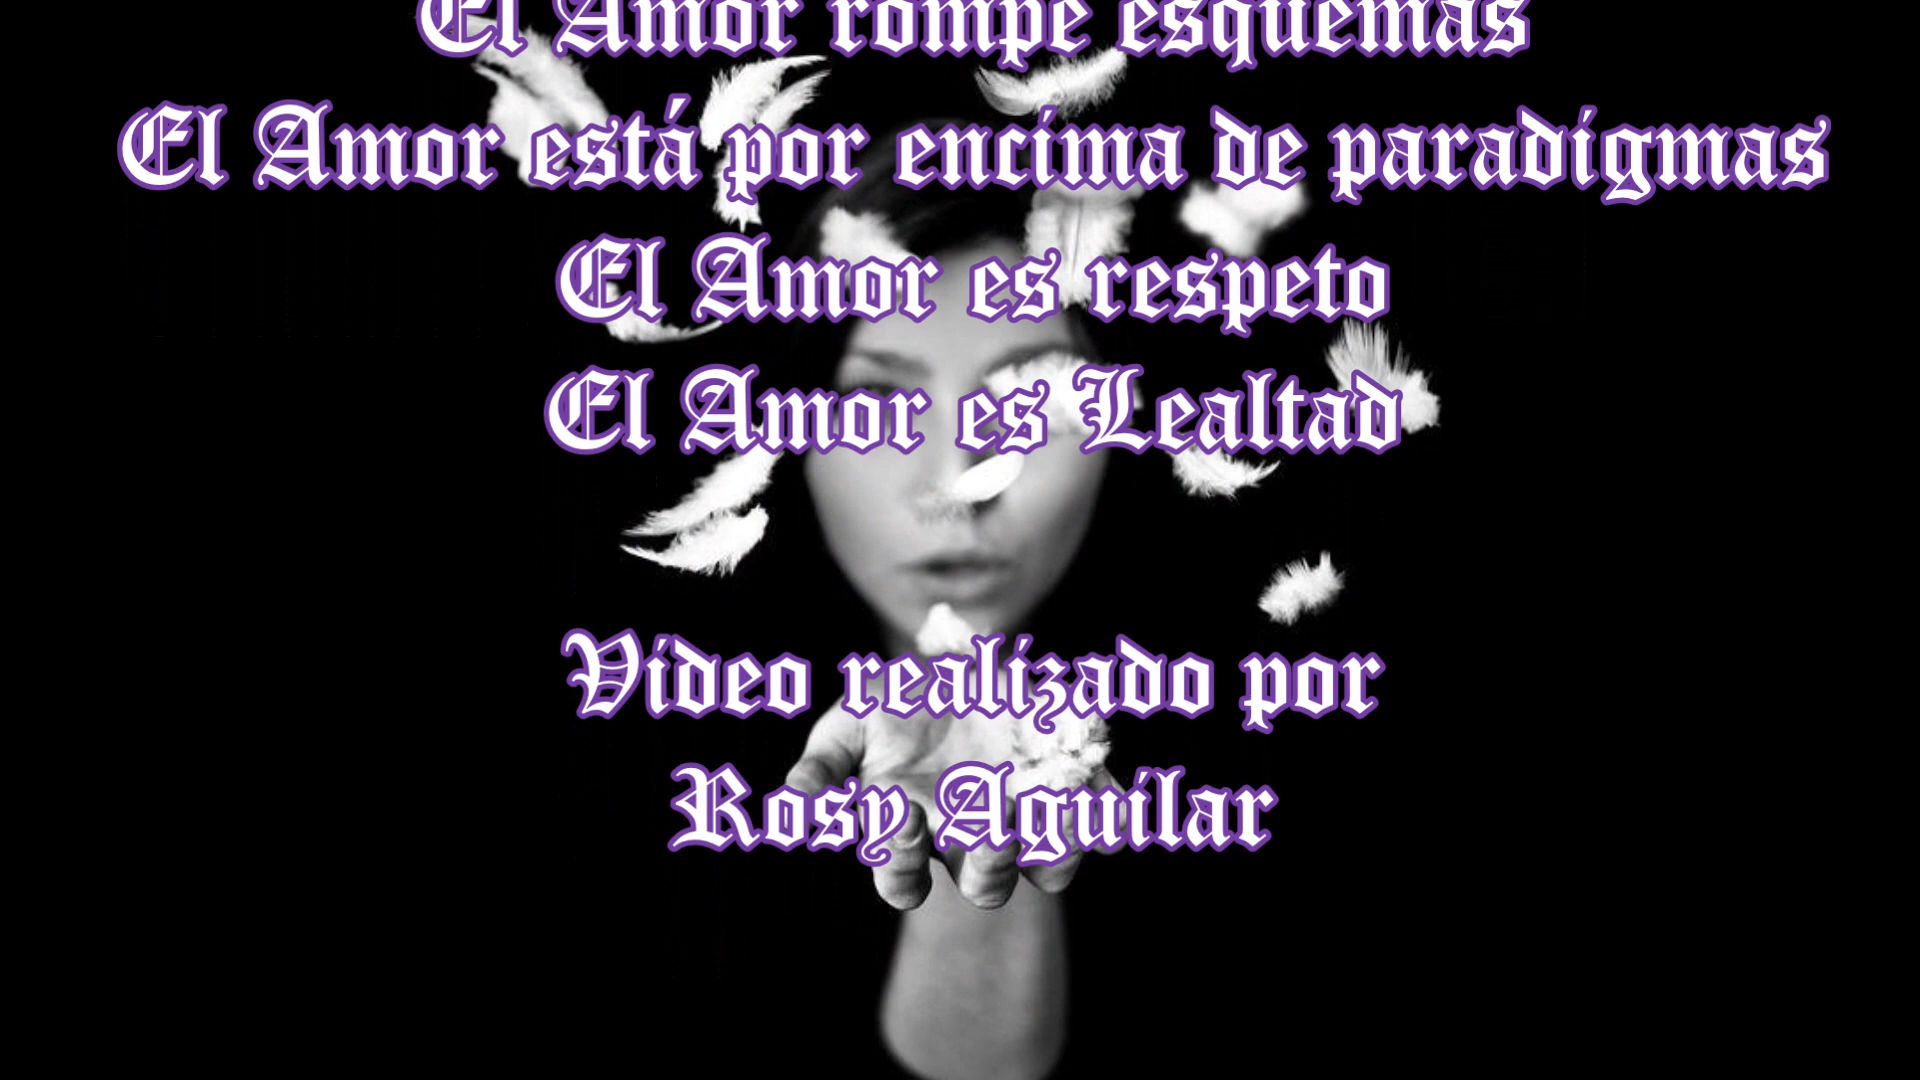 El Amor rompe esquemas
El Amor está por encima de paradigmas
El Amor es respeto
El Amor es Lealtad
Video realizado por
Rosy Aguilar